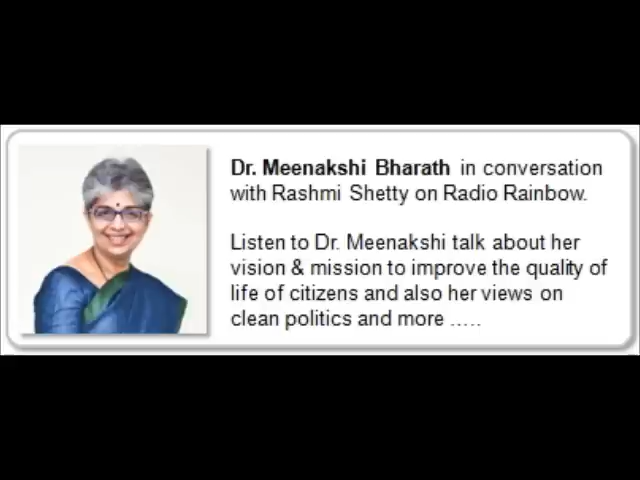 Dr. Meenakshi Bharath in conversation
with Rashmi Shetty on Radio Rainbow.
Listen to Dr. Meenakshi talk about her
vision & mission to improve the quality of
life of citizens and also her views on
clean politics and more .....